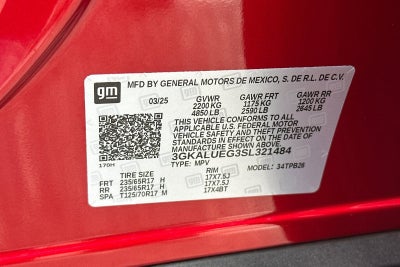 gm
MFD BY GENERAL MOTORS DE MEXICO, S. DE R.L. DE C.V.
03/25 GVWR GAWR FRT GAWR RR
2200 KG 1175 KG 1200 KG
4850 LB 2590 LB 2645 LB
THIS VEHICLE CONFORMS TO ALL
APPLICABLE U.S. FEDERAL MOTOR
VEHICLE SAFETY AND THEFT PREVENTION
STANDARDS IN EFFECT ON THE DATE OF
MANUFACTURE SHOWN ABOVE.
3GKALUEG3SL321484
170H TYPE: MPV MODEL: 34TPB26
TIRE SIZE RIM
FRT 235/65R17 H 17X7.5J
RR 235/65R17 H 17X7.5J
SPA T125/70R17 M 17X4BT